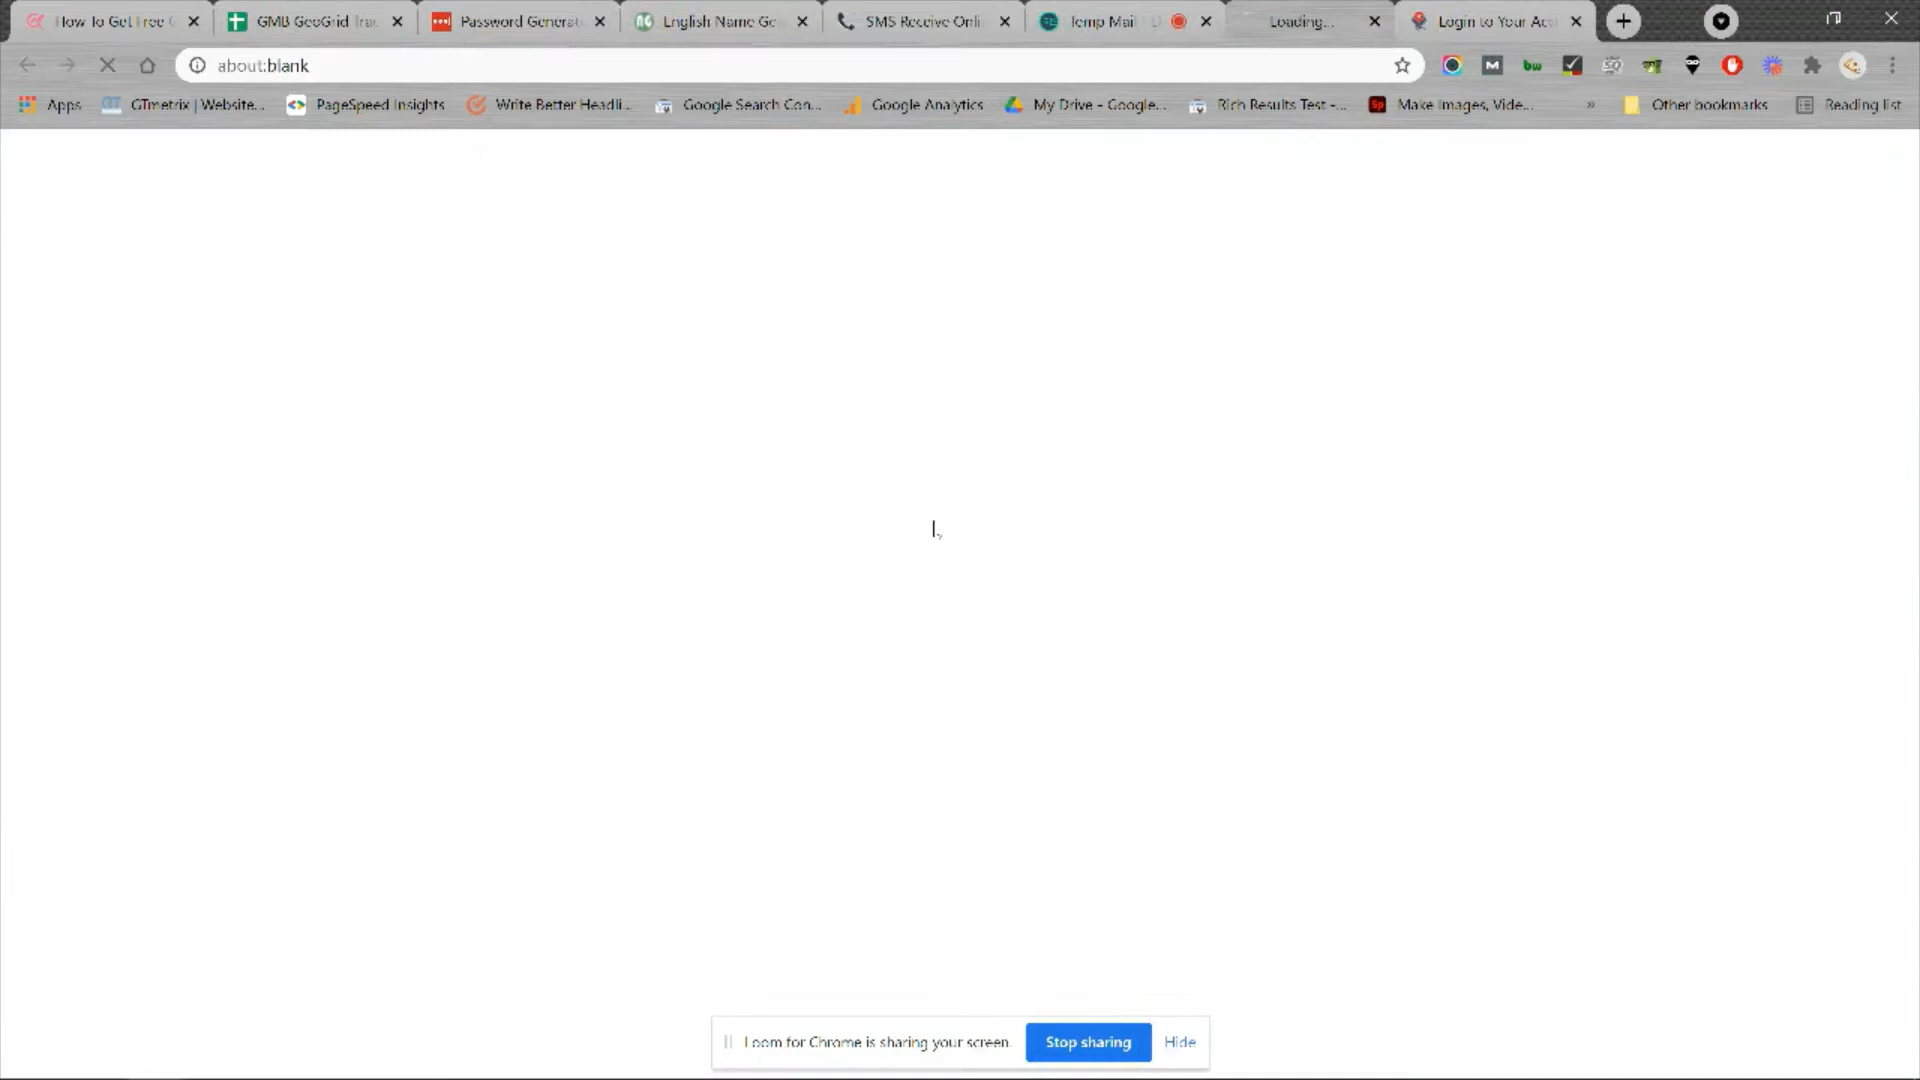 How To Get Free
GMB GeoGrid Trac
Password Generat
English Name Ge
SMS Receive Onli
Temp Mail
Loading...
Login to Your Acc
about:blank
Apps
GTmetrix | Website...
PageSpeed Insights
Write Better Headli...
Google Search Con...
Google Analytics
My Drive - Google...
Rich Results Test -...
Make Images, Vide...
»
Other bookmarks
Reading list
Loom for Chrome is sharing your screen.
Stop sharing
Hide